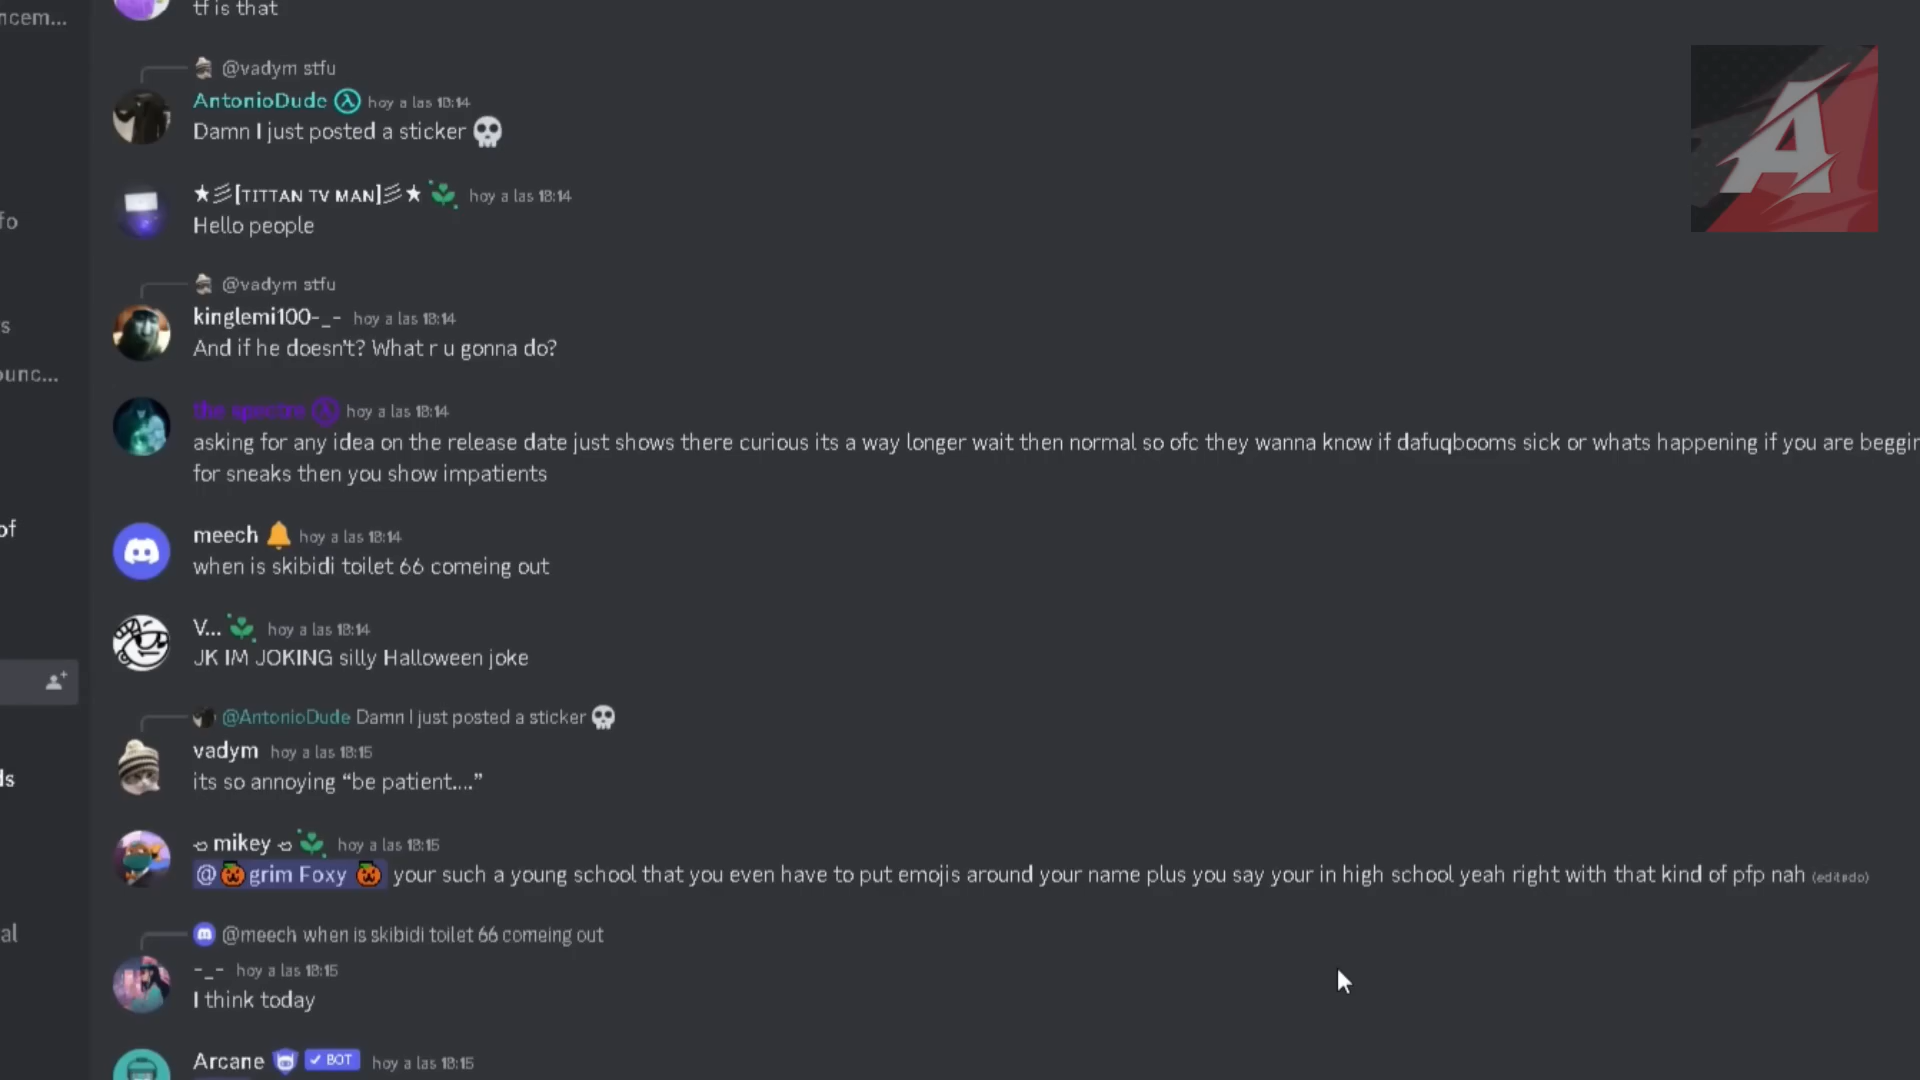 ncem...
tf is that
@vadym stfu
AntonioDude hoy a las 18:14
Damn I just posted a sticker 💀
★彡[TITTAN TV MAN]彡★ hoy a las 18:14
Hello people
fo
@vadym stfu
kinglemi100-_- hoy a las 18:14
And if he doesn't? What r u gonna do?
s
ounc...
the spectre hoy a las 18:14
asking for any idea on the release date just shows there curious its a way longer wait then normal so ofc they wanna know if dafuqbooms sick or whats happening if you are beggin
for sneaks then you show impatients
of
meech 🔔 hoy a las 18:14
when is skibidi toilet 66 comeing out
V... hoy a las 18:14
JK IM JOKING silly Halloween joke
@AntonioDude Damn I just posted a sticker 💀
vadym hoy a las 18:15
ds
its so annoying “be patient....”
mikey hoy a las 18:15
@🎃grim Foxy 🎃 your such a young school that you even have to put emojis around your name plus you say your in high school yeah right with that kind of pfp nah (editado)
al
@meech when is skibidi toilet 66 comeing out
-_- hoy a las 18:15
I think today
Arcane ✓ BOT hoy a las 18:15
A